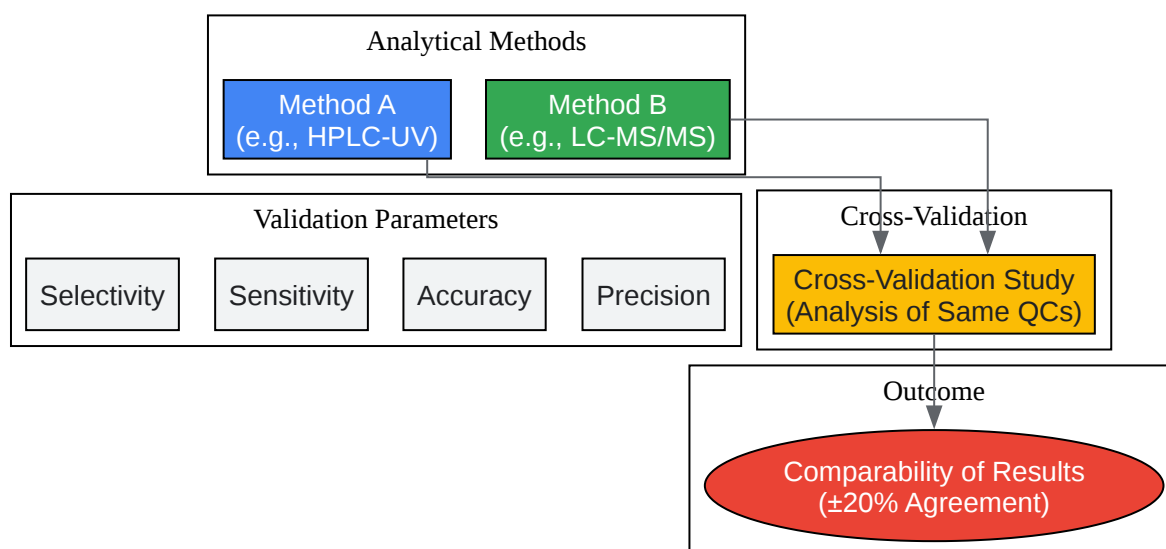 Analytical Methods
Method A
(e.g., HPLC-UV)
Method B
(e.g., LC-MS/MS)
Validation Parameters
Selectivity
Sensitivity
Accuracy
Precision
Cross-Validation
Cross-Validation Study
(Analysis of Same QCs)
Outcome
Comparability of Results
(±20% Agreement)